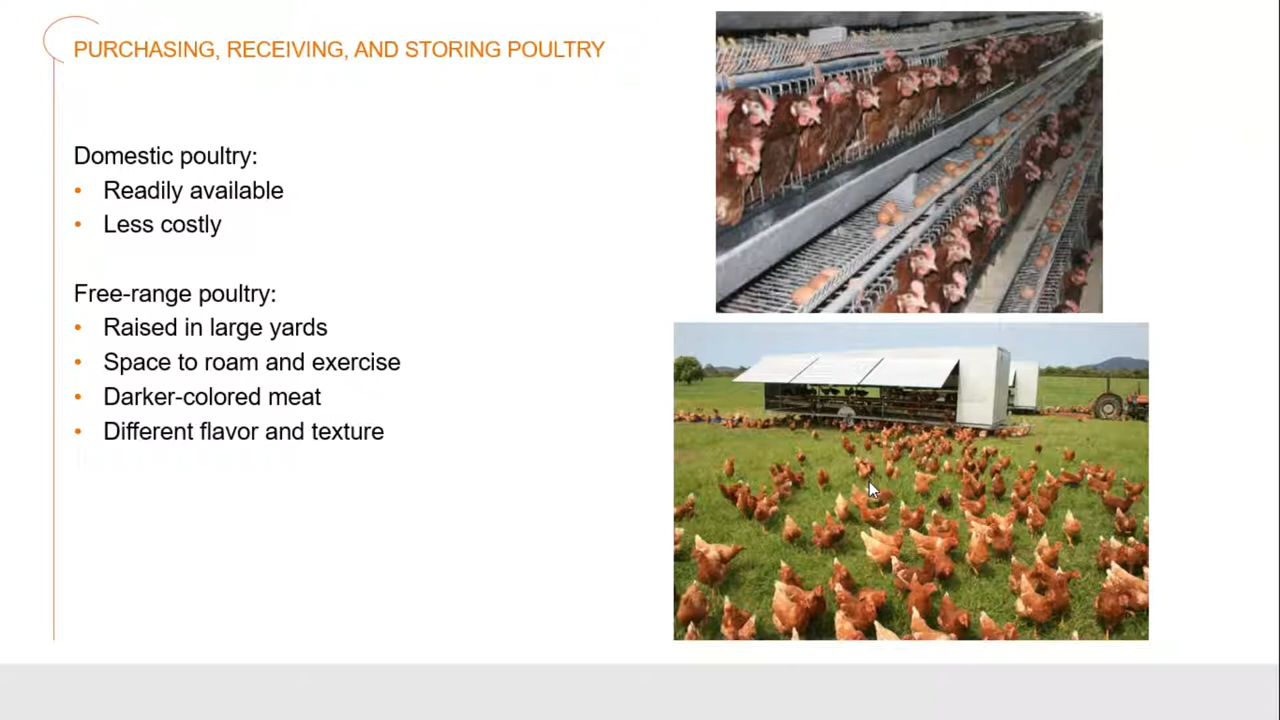 PURCHASING, RECEIVING, AND STORING POULTRY
Domestic poultry:
• Readily available
• Less costly
Free-range poultry:
• Raised in large yards
• Space to roam and exercise
• Darker-colored meat
• Different flavor and texture